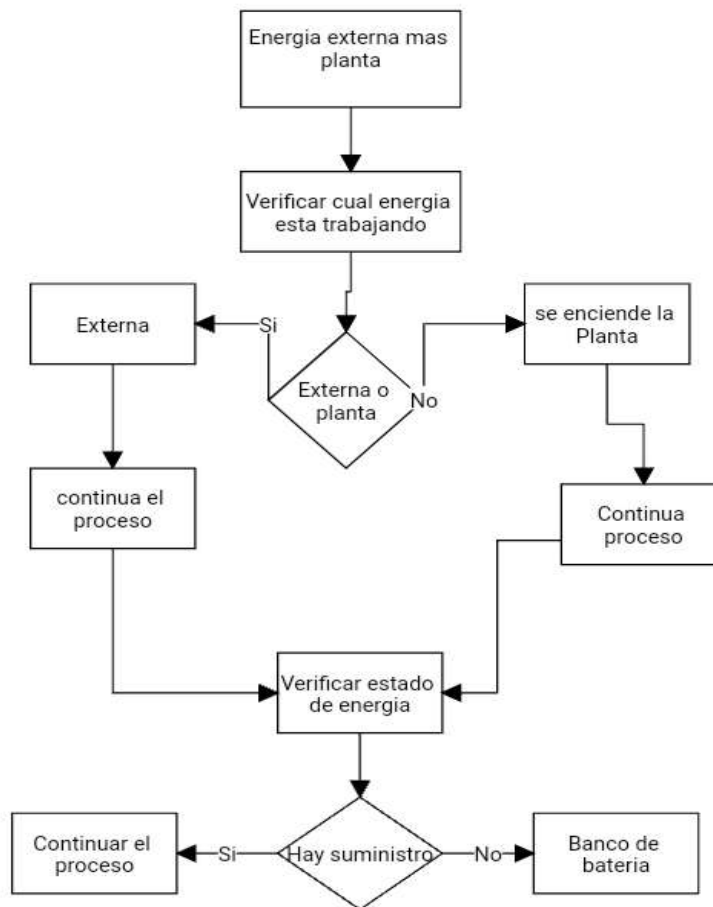 Energia externa mas
planta
Verificar cual energia
esta trabajando
Externa
Si
Externa o
planta
No
se enciende la
Planta
continua el
proceso
Continua
proceso
Verificar estado
de energia
Continuar el
proceso
Si
Hay suministro
No
Banco de
bateria